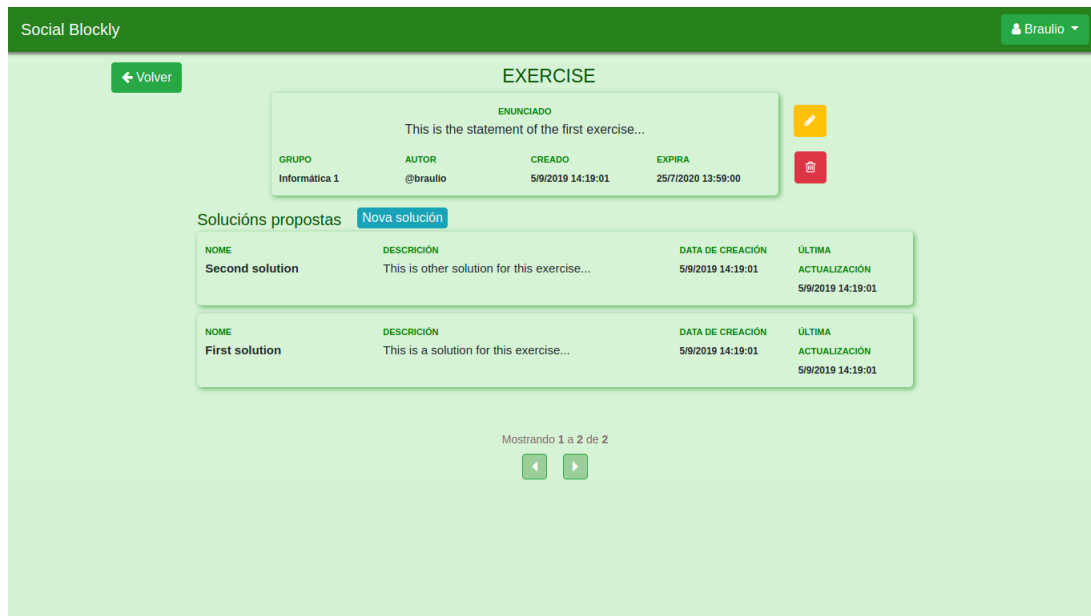 Social Blockly
Braulio
Volver
EXERCISE
ENUNCIADO
This is the statement of the first exercise...
GRUPO AUTOR CREADO EXPIRA
Informática 1 @braulio 5/9/2019 14:19:01 25/7/2020 13:59:00
Solucións propostas Nova solución
NOME DESCRICIÓN DATA DE CREACIÓN ÚLTIMA
Second solution This is other solution for this exercise... 5/9/2019 14:19:01 ACTUALIZACIÓN
5/9/2019 14:19:01
NOME DESCRICIÓN DATA DE CREACIÓN ÚLTIMA
First solution This is a solution for this exercise... 5/9/2019 14:19:01 ACTUALIZACIÓN
5/9/2019 14:19:01
Mostrando 1 a 2 de 2